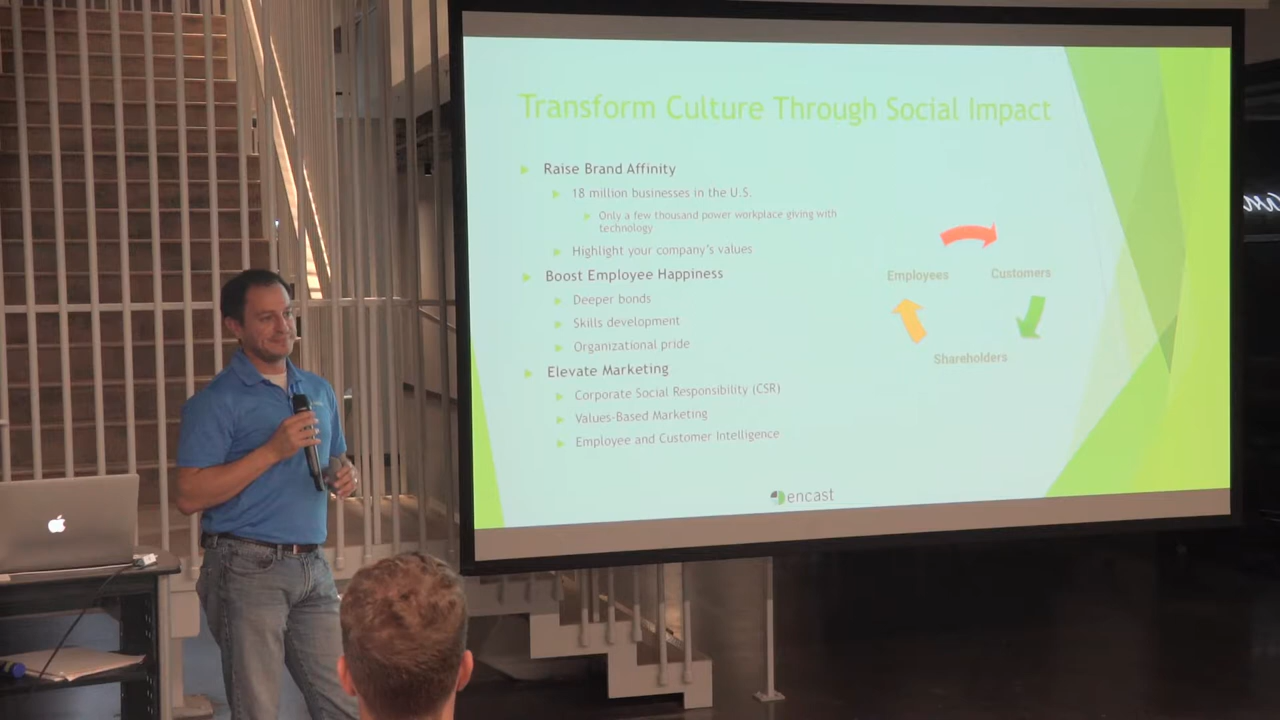 Transform Culture Through Social Impact
Raise Brand Affinity
18 million businesses in the U.S.
Only a few thousand power workplace giving with
technology
Highlight your company's values
Boost Employee Happiness
Deeper bonds
Skills development
Organizational pride
Elevate Marketing
Corporate Social Responsibility (CSR)
Values-Based Marketing
Employee and Customer Intelligence
Employees
Customers
Shareholders
encast